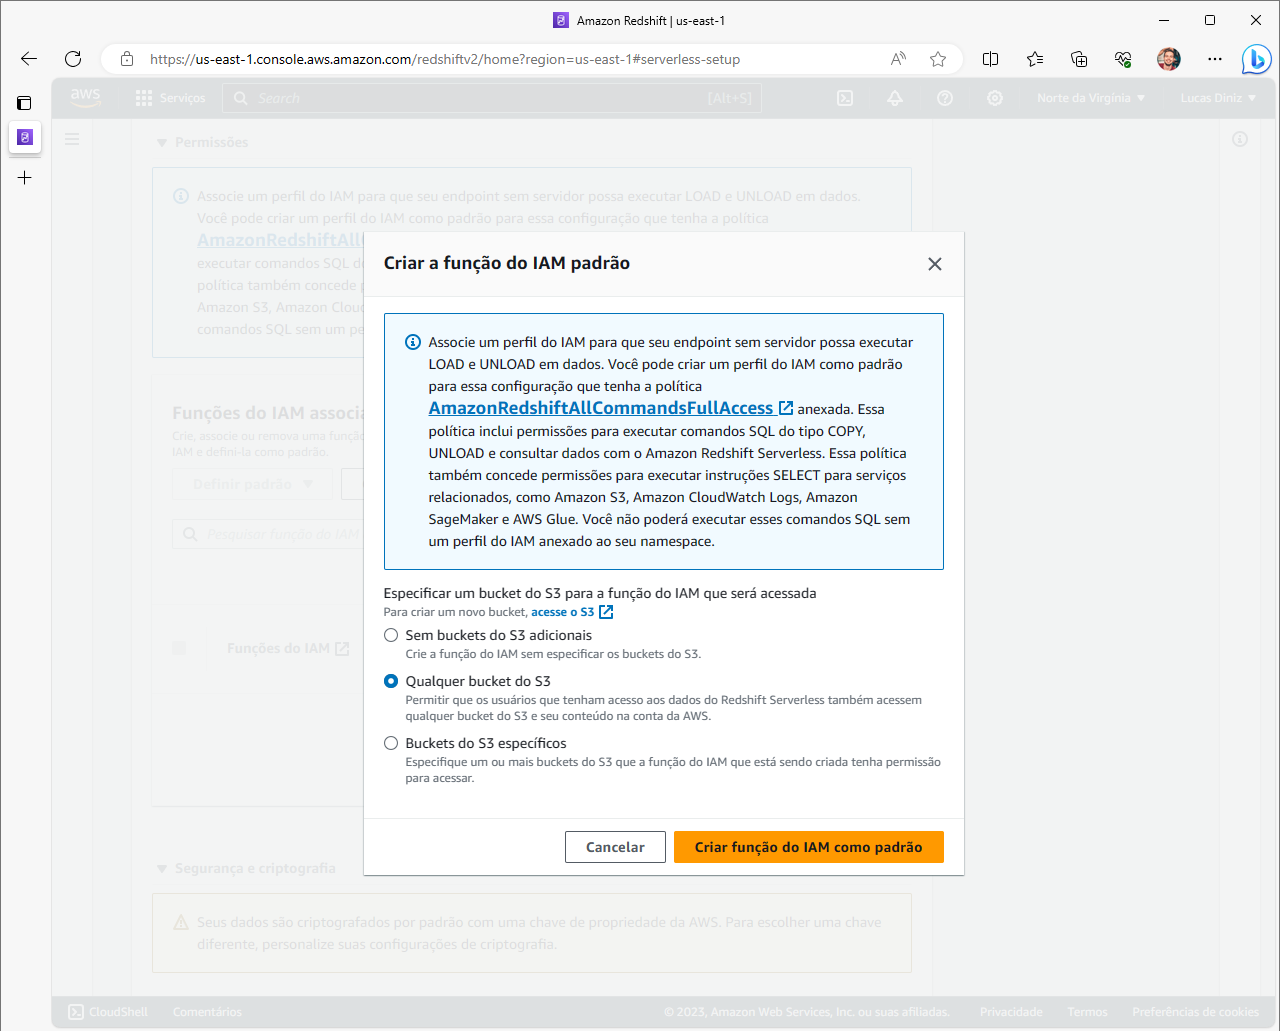 Amazon Redshift | us-east-1
https://us-east-1.console.aws.amazon.com/redshiftv2/home?region=us-east-1#serverless-setup
aws
Serviços
Search
[Alt+S]
Norte da Virgínia
Lucas Diniz
Permissões
Associe um perfil do IAM para que seu endpoint sem servidor possa executar LOAD e UNLOAD em dados.
Você pode criar um perfil do IAM como padrão para essa configuração que tenha a política
AmazonRedshiftAll
executar comandos SQL d
política também concede
Amazon S3, Amazon Clou
comandos SQL sem um pe
Funções do IAM associa
Crie, associe ou remova uma funçã
IAM e defini-la como padrão.
Definir padrão
Pesquisar função do IAM
Funções do IAM
Criar a função do IAM padrão
Associe um perfil do IAM para que seu endpoint sem servidor possa executar
LOAD e UNLOAD em dados. Você pode criar um perfil do IAM como padrão
para essa configuração que tenha a política
AmazonRedshiftAllCommandsFullAccess anexada. Essa
política inclui permissões para executar comandos SQL do tipo COPY,
UNLOAD e consultar dados com o Amazon Redshift Serverless. Essa política
também concede permissões para executar instruções SELECT para serviços
relacionados, como Amazon S3, Amazon CloudWatch Logs, Amazon
SageMaker e AWS Glue. Você não poderá executar esses comandos SQL sem
um perfil do IAM anexado ao seu namespace.
Especificar um bucket do S3 para a função do IAM que será acessada
Para criar um novo bucket, acesse o S3
Sem buckets do S3 adicionais
Crie a função do IAM sem especificar os buckets do S3.
Qualquer bucket do S3
Permitir que os usuários que tenham acesso aos dados do Redshift Serverless também acessem
qualquer bucket do S3 e seu conteúdo na conta da AWS.
Buckets do S3 específicos
Especifique um ou mais buckets do S3 que a função do IAM que está sendo criada tenha permissão
para acessar.
Cancelar
Criar função do IAM como padrão
Segurança e criptografia
Seus dados são criptografados por padrão com uma chave de propriedade da AWS. Para escolher uma chave
diferente, personalize suas configurações de criptografia.
CloudShell
Comentários
© 2023, Amazon Web Services, Inc. ou suas afiliadas.
Privacidade
Termos
Preferências de cookies